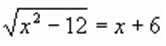 √(x² − 12) = x + 6